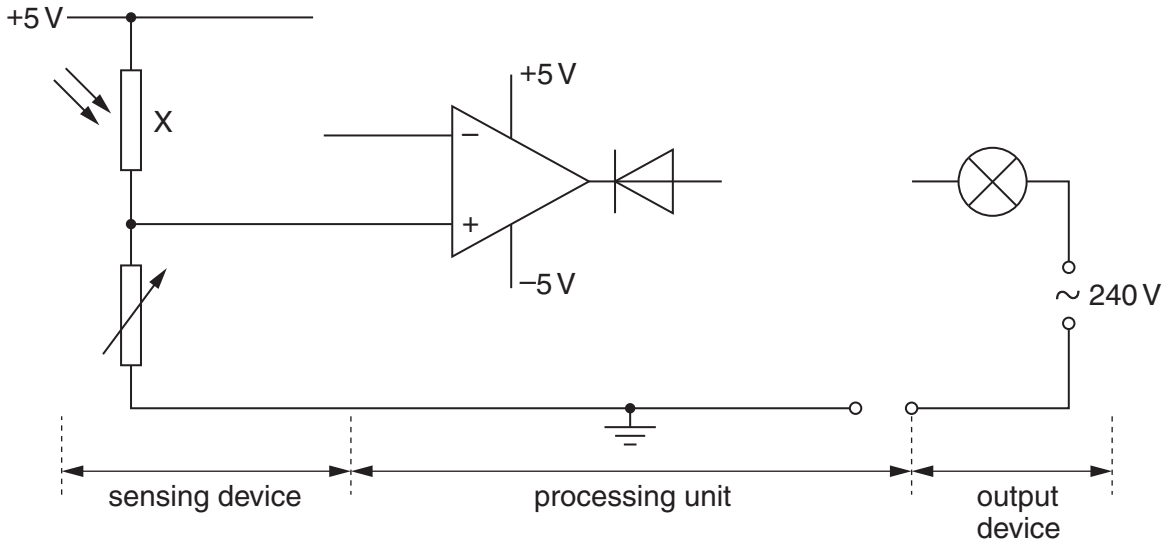 +5 V
+5 V
X
−
+
−5 V
~ 240 V
sensing device
processing unit
output
device